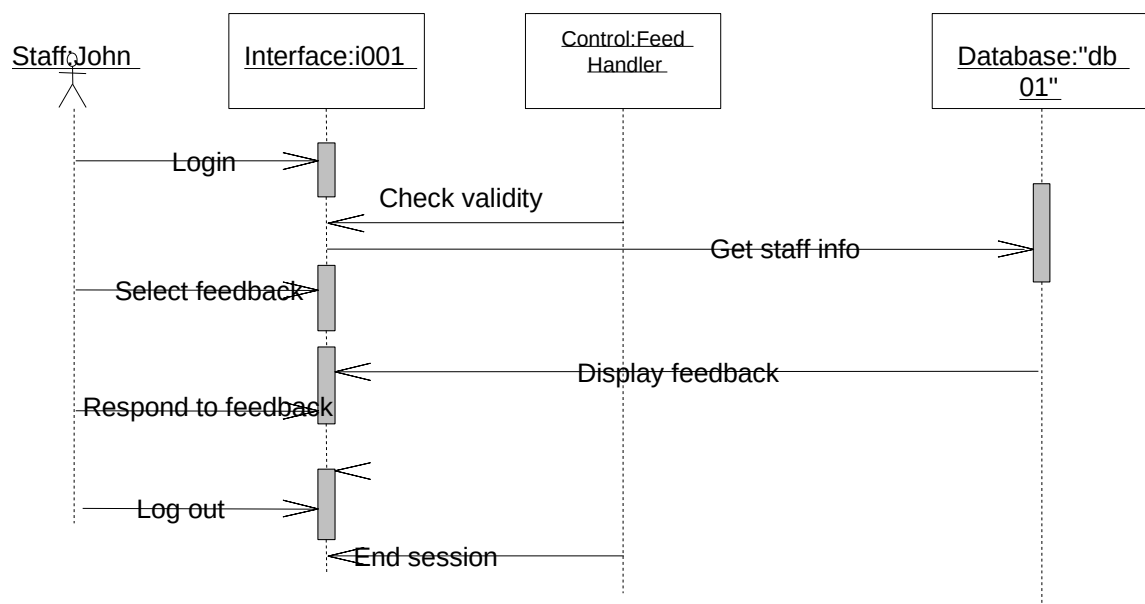 Staff:John
Interface:i001
Control:Feed
Handler
Database:"db
01"
Login
Check validity
Get staff info
Select feedback
Display feedback
Respond to feedback
Log out
End session